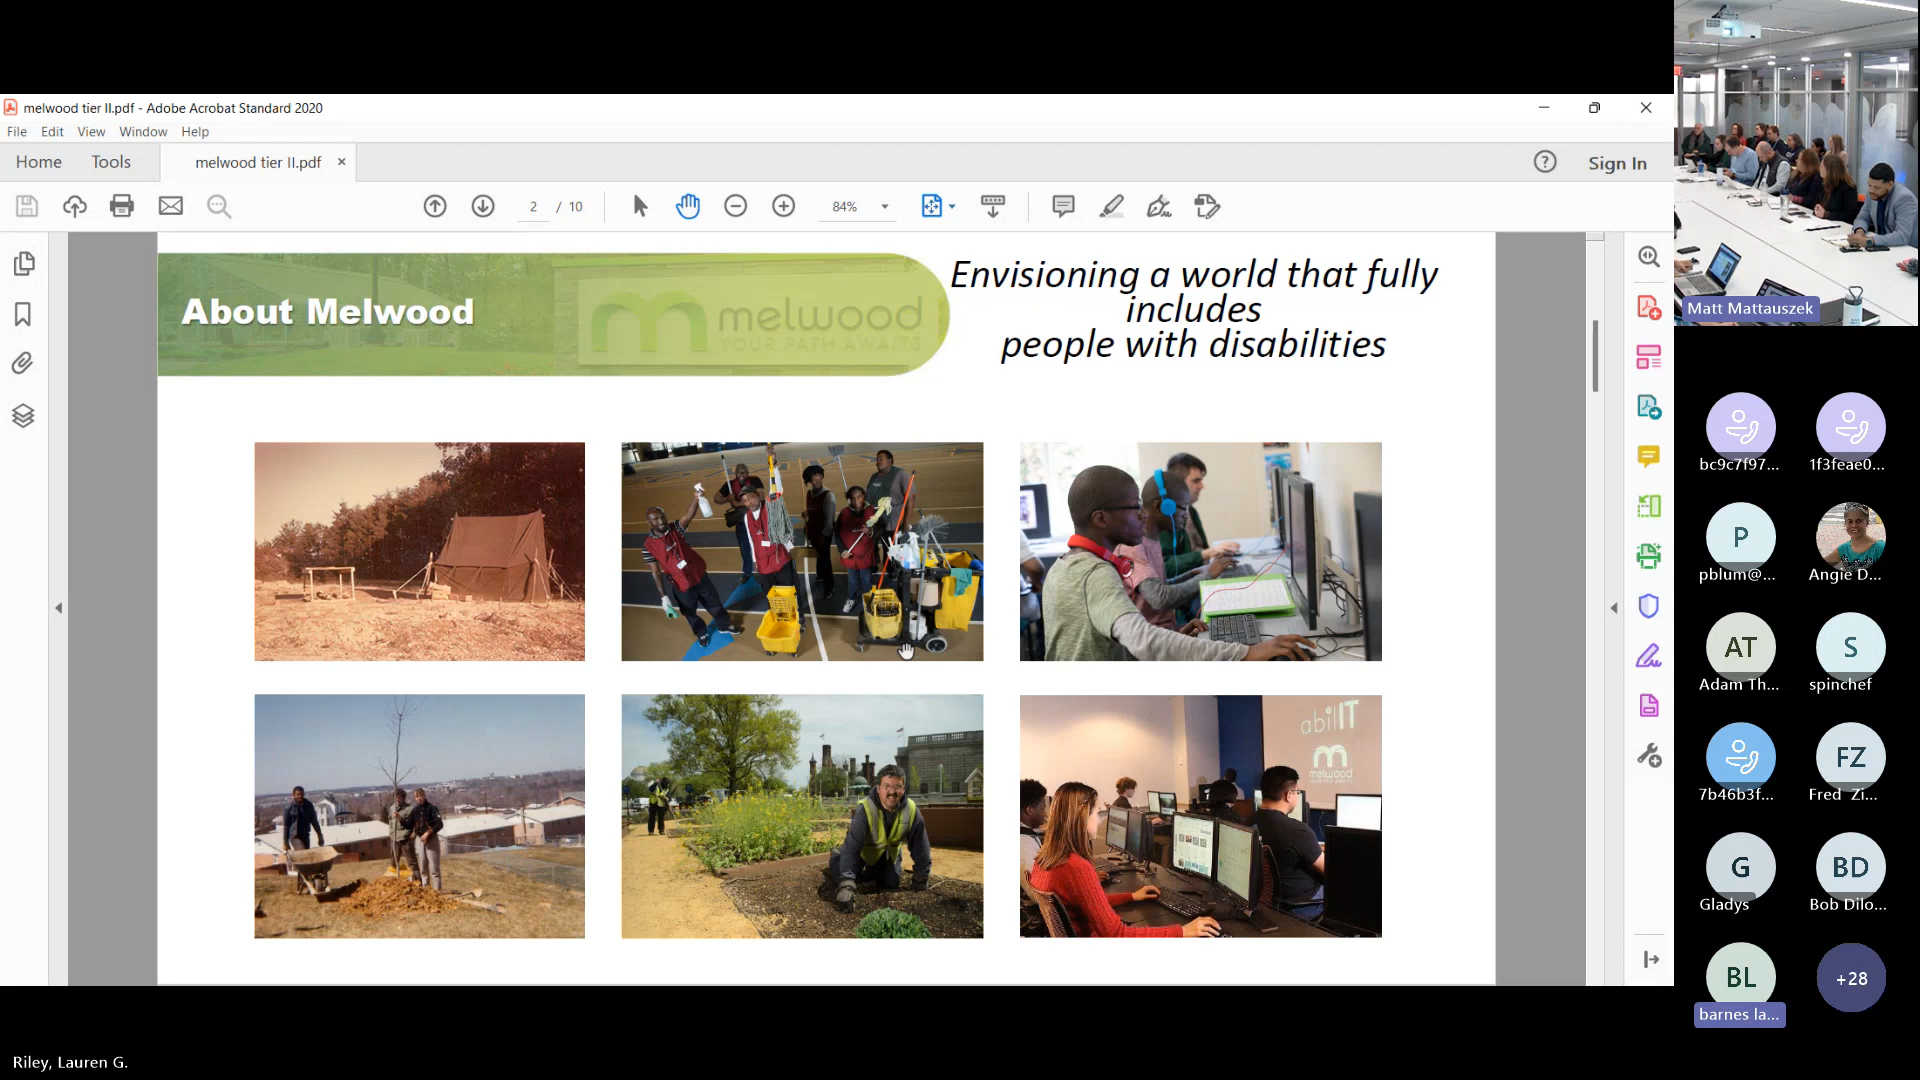 melwood tier II.pdf - Adobe Acrobat Standard 2020
File Edit View Window Help
Home Tools melwood tier II.pdf × Sign In
2 / 10 84%
About Melwood
melwood
YOUR PATH AWAITS
Envisioning a world that fully
includes
people with disabilities
abilIT
melwood
Matt Mattauszek
bc9c7f97... 1f3feae0...
P
pblum@... Angie D...
AT S
Adam Th... spinchef
FZ
7b46b3f... Fred Zi...
G BD
Gladys Bob Dilo...
BL +28
barnes la...
Riley, Lauren G.